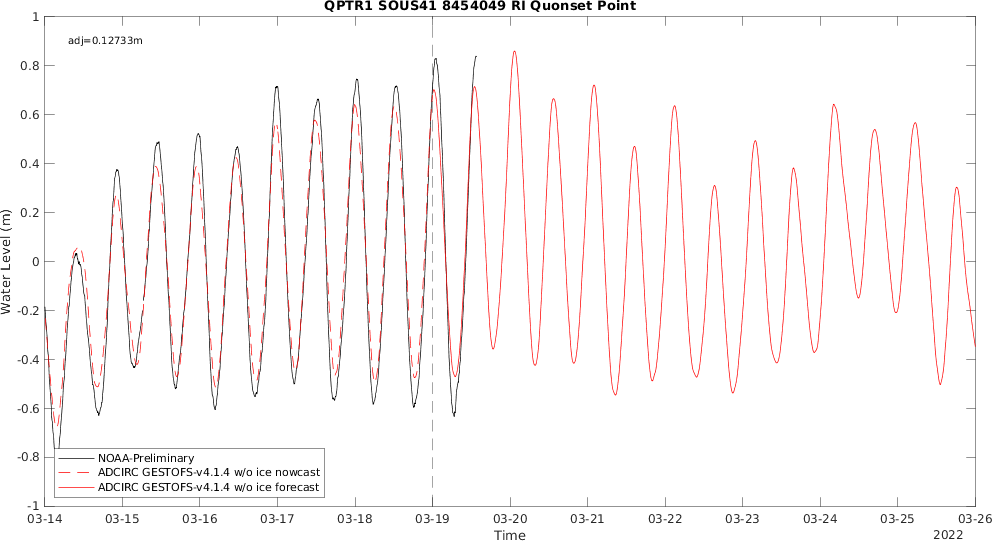 QPTR1 SOUS41 8454049 RI Quonset Point
adj=0.12733m
1
0.8
0.6
0.4
0.2
0
-0.2
-0.4
-0.6
-0.8
-1
Water Level (m)
NOAA-Preliminary
ADCIRC GESTOFS-v4.1.4 w/o ice nowcast
ADCIRC GESTOFS-v4.1.4 w/o ice forecast
03-14 03-15 03-16 03-17 03-18 03-19 03-20 03-21 03-22 03-23 03-24 03-25 03-26
Time
2022